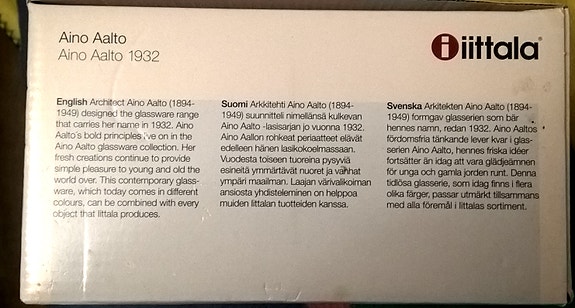 Aino Aalto
Aino Aalto 1932
iittala
English Architect Aino Aalto (1894-
1949) designed the glassware range
that carries her name in 1932. Aino
Aalto's bold principles live on in the
Aino Aalto glassware collection. Her
fresh creations continue to provide
simple pleasure to young and old the
world over. This contemporary glass-
ware, which today comes in different
colours, can be combined with every
object that Iittala produces.
Suomi Arkkitehti Aino Aalto (1894-
1949) suunnitteli nimellänsä kulkevan
Aino Aalto -lasisarjan jo vuonna 1932.
Aino Aallon rohkeat periaatteet elävät
edelleen hänen lasikokoelmassaan.
Vuodesta toiseen tuoreina pysyviä
esineitä ymmärtävät nuoret ja vanhat
ympäri maailman. Laajan värivalikoiman
ansiosta yhdisteleminen on helppoa
muiden Iittalan tuotteiden kanssa.
Svenska Arkitekten Aino Aalto (1894-
1949) formgav glasserien som bär
hennes namn, redan 1932. Aino Aaltos
fördomsfria tänkande lever kvar i glas-
serien Aino Aalto, hennes friska idéer
fortsätter än idag att vara glädjeämnen
för unga och gamla jorden runt. Denna
tidlösa glasserie, som idag finns i flera
olika färger, passar utmärkt tillsammans
med alla föremål i Iittalas sortiment.